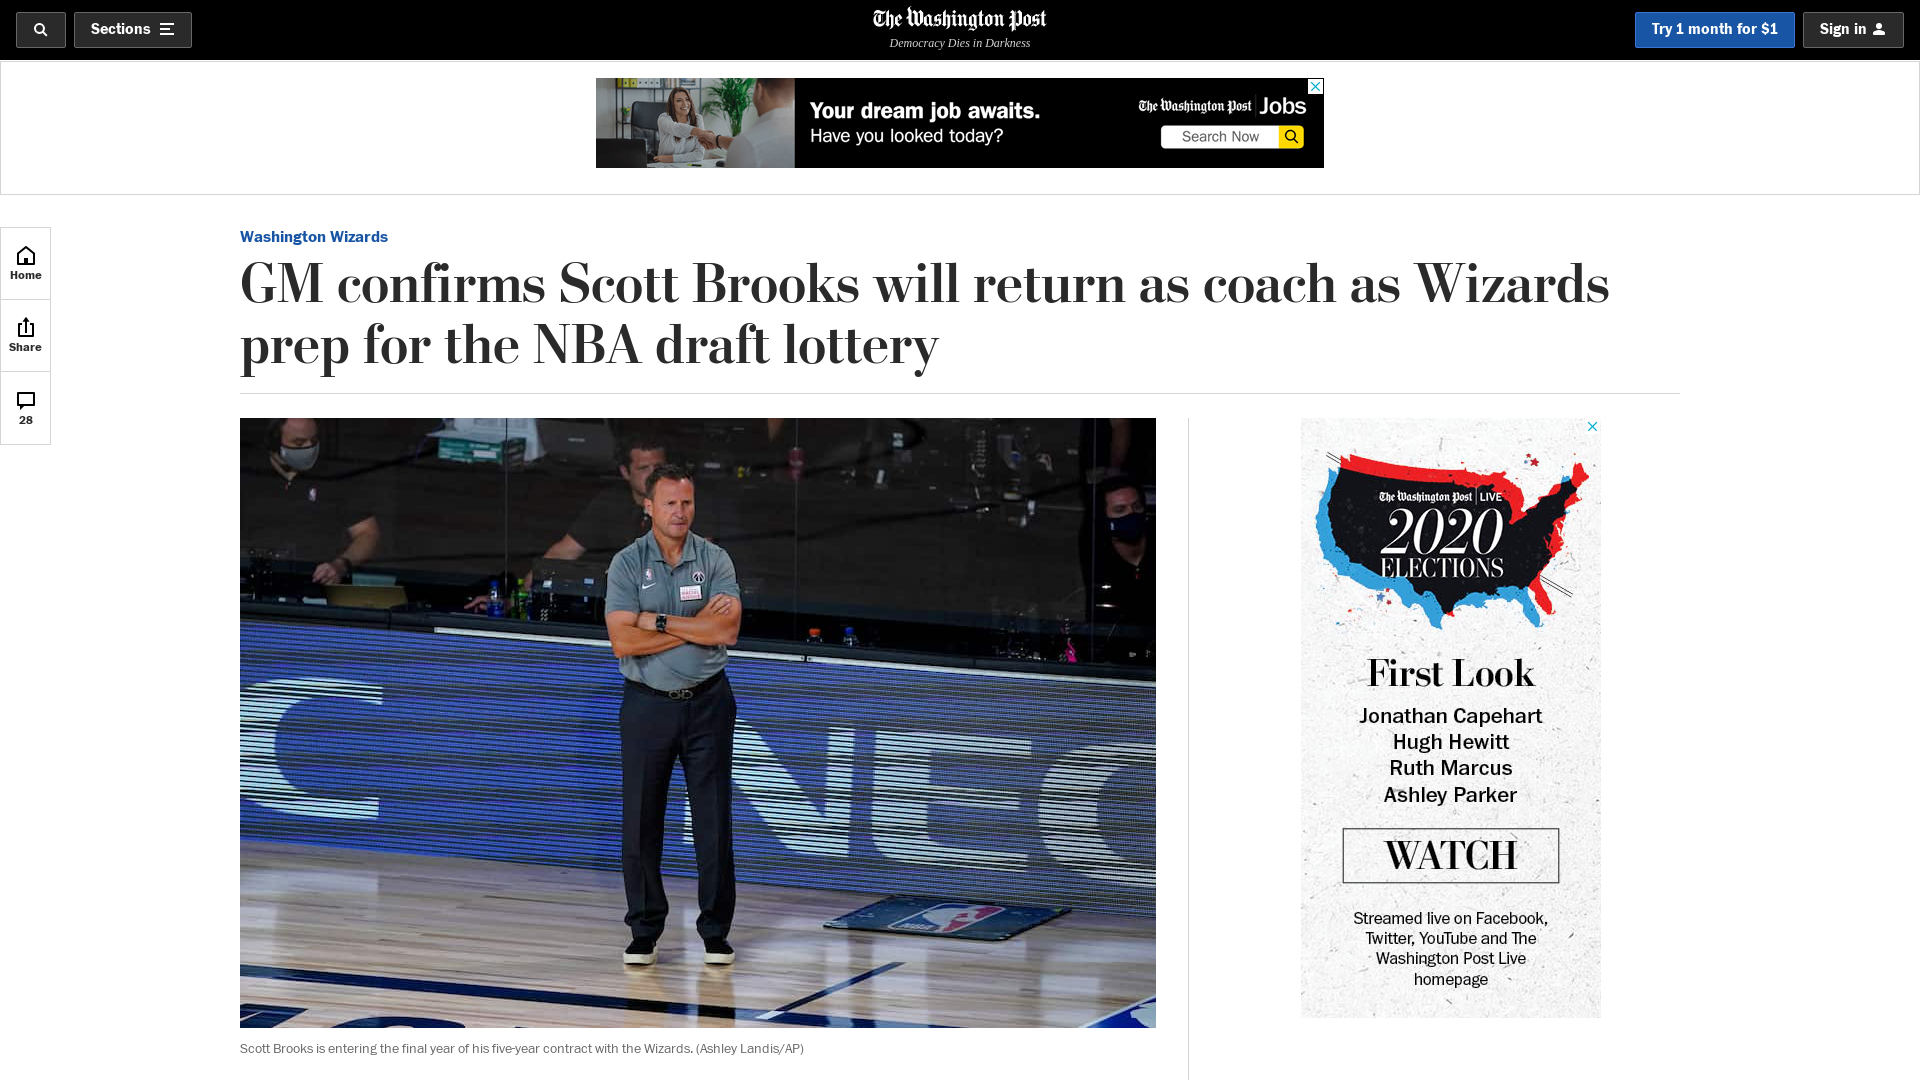 Sections
The Washington Post
Democracy Dies in Darkness
Try 1 month for $1
Sign in
Your dream job awaits.
Have you looked today?
The Washington Post Jobs
Search Now
Home
Share
28
Washington Wizards
GM confirms Scott Brooks will return as coach as Wizards
prep for the NBA draft lottery
C NEC
Scott Brooks is entering the final year of his five-year contract with the Wizards. (Ashley Landis/AP)
The Washington Post LIVE
2020
ELECTIONS
First Look
Jonathan Capehart
Hugh Hewitt
Ruth Marcus
Ashley Parker
WATCH
Streamed live on Facebook,
Twitter, YouTube and The
Washington Post Live
homepage